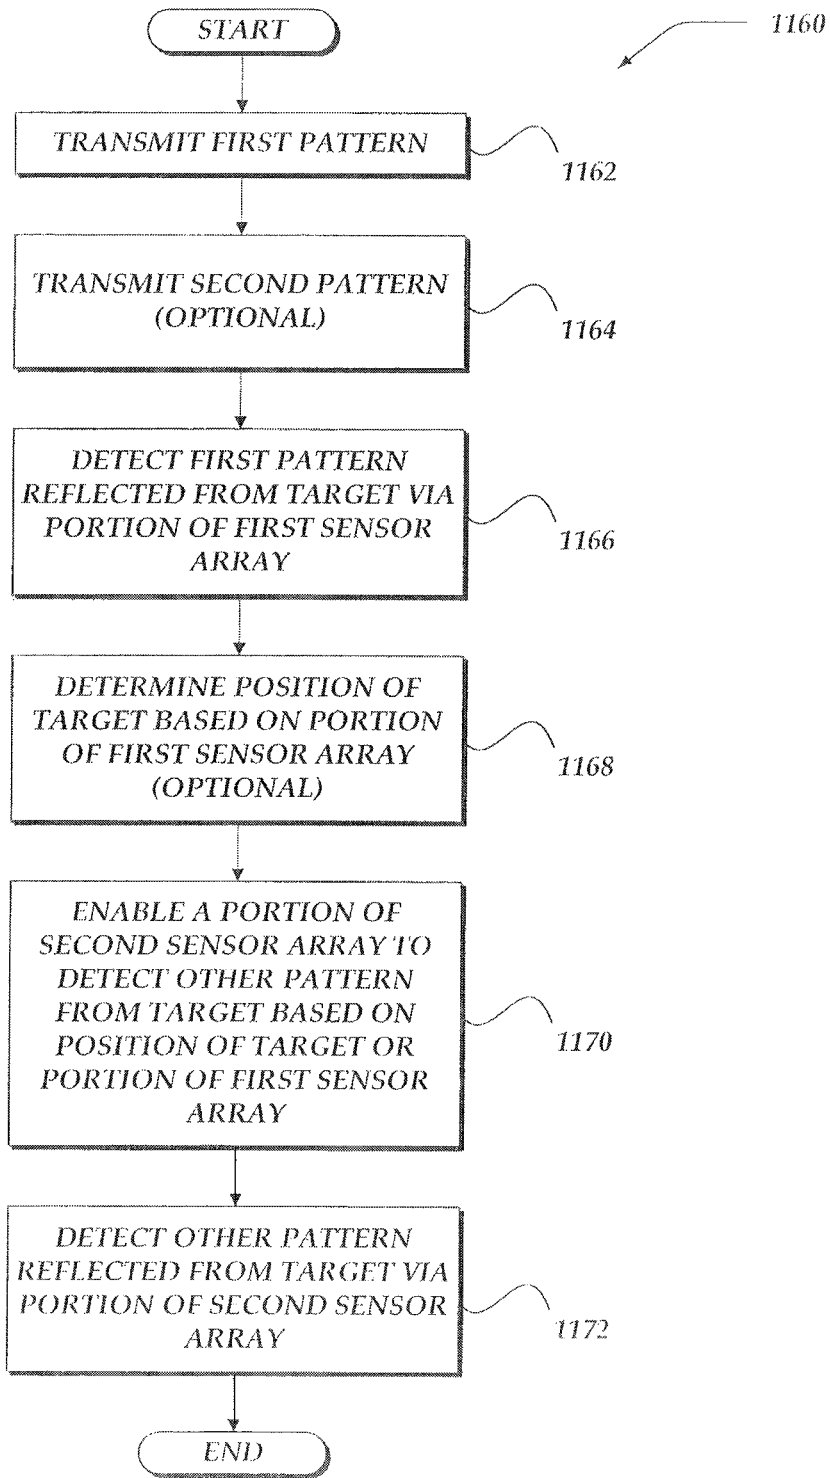 START
1160
TRANSMIT FIRST PATTERN
1162
TRANSMIT SECOND PATTERN
(OPTIONAL)
1164
DETECT FIRST PATTERN
REFLECTED FROM TARGET VIA
PORTION OF FIRST SENSOR
ARRAY
1166
DETERMINE POSITION OF
TARGET BASED ON PORTION
OF FIRST SENSOR ARRAY
(OPTIONAL)
1168
ENABLE A PORTION OF
SECOND SENSOR ARRAY TO
DETECT OTHER PATTERN
FROM TARGET BASED ON
POSITION OF TARGET OR
PORTION OF FIRST SENSOR
ARRAY
1170
DETECT OTHER PATTERN
REFLECTED FROM TARGET VIA
PORTION OF SECOND SENSOR
ARRAY
1172
END